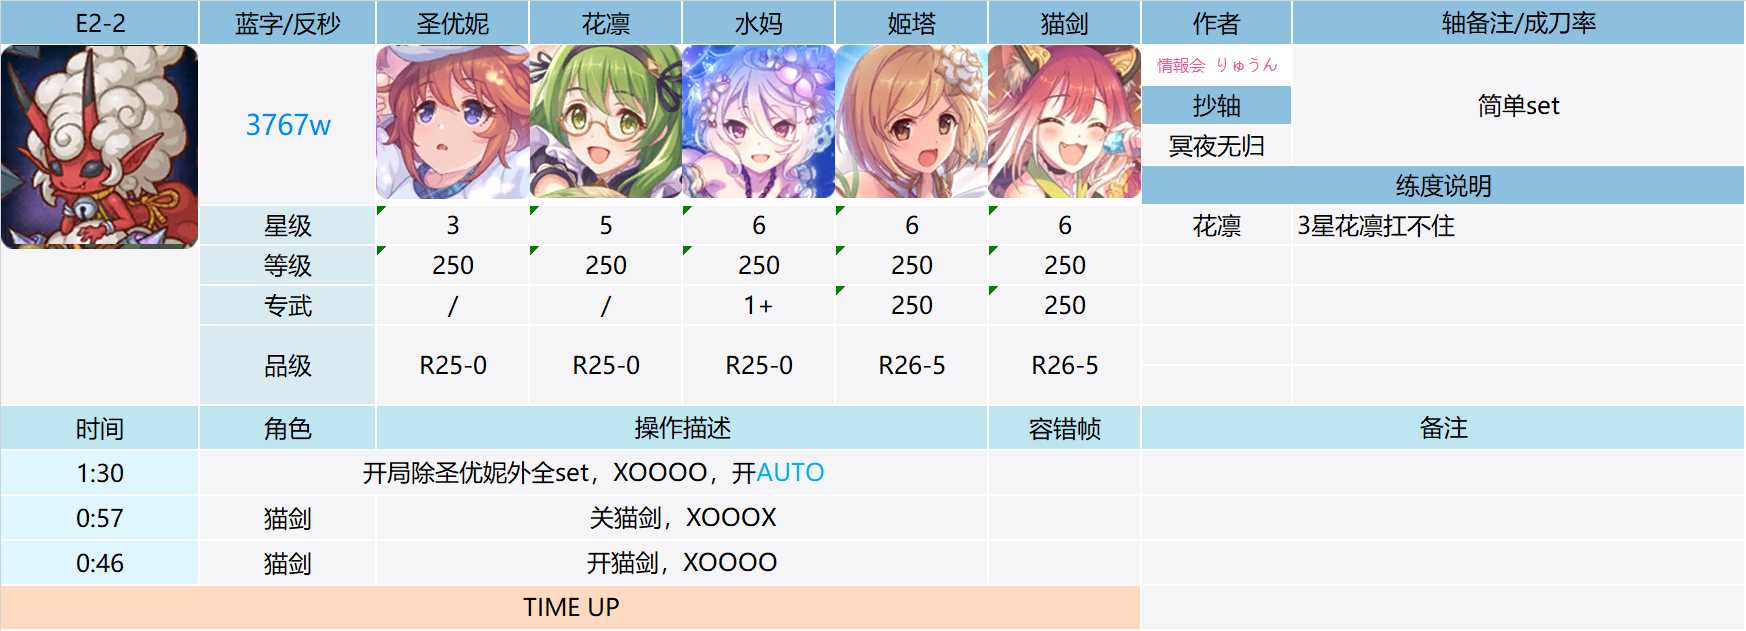 E2-2 蓝字/反秒 圣优妮 花凛 水妈 姬塔 猫剑 作者 轴备注/成刀率
3767w 情報会 りゅうん 简单set
抄轴
冥夜无归
练度说明
星级 3 5 6 6 6 花凛 3星花凛扛不住
等级 250 250 250 250 250
专武 / / 1+ 250 250
品级 R25-0 R25-0 R25-0 R26-5 R26-5
时间 角色 操作描述 容错帧 备注
1:30 开局除圣优妮外全set，XOOOO，开AUTO
0:57 猫剑 关猫剑，XOOOX
0:46 猫剑 开猫剑，XOOOO
TIME UP